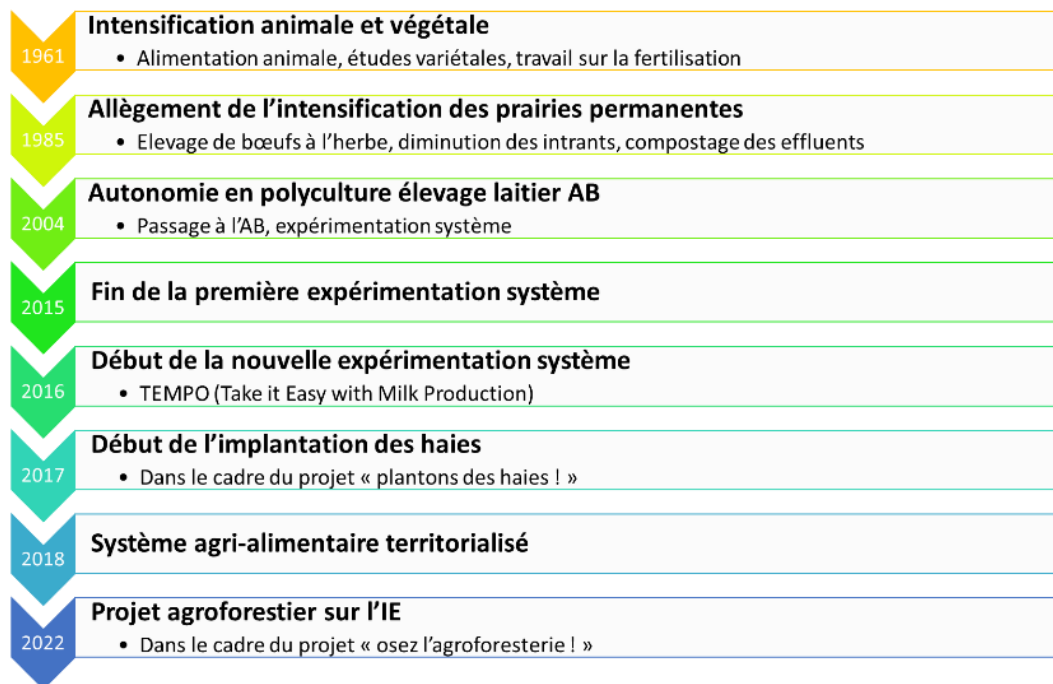 Intensification animale et végétale
1961
• Alimentation animale, études variétales, travail sur la fertilisation
Allègement de l’intensification des prairies permanentes
1985
• Elevage de bœufs à l’herbe, diminution des intrants, compostage des effluents
Autonomie en polyculture élevage laitier AB
2004
• Passage à l’AB, expérimentation système
2015
Fin de la première expérimentation système
Début de la nouvelle expérimentation système
2016
• TEMPO (Take it Easy with Milk Production)
Début de l’implantation des haies
2017
• Dans le cadre du projet « plantons des haies ! »
2018
Système agri-alimentaire territorialisé
Projet agroforestier sur l’IE
2022
• Dans le cadre du projet « osez l’agroforesterie ! »